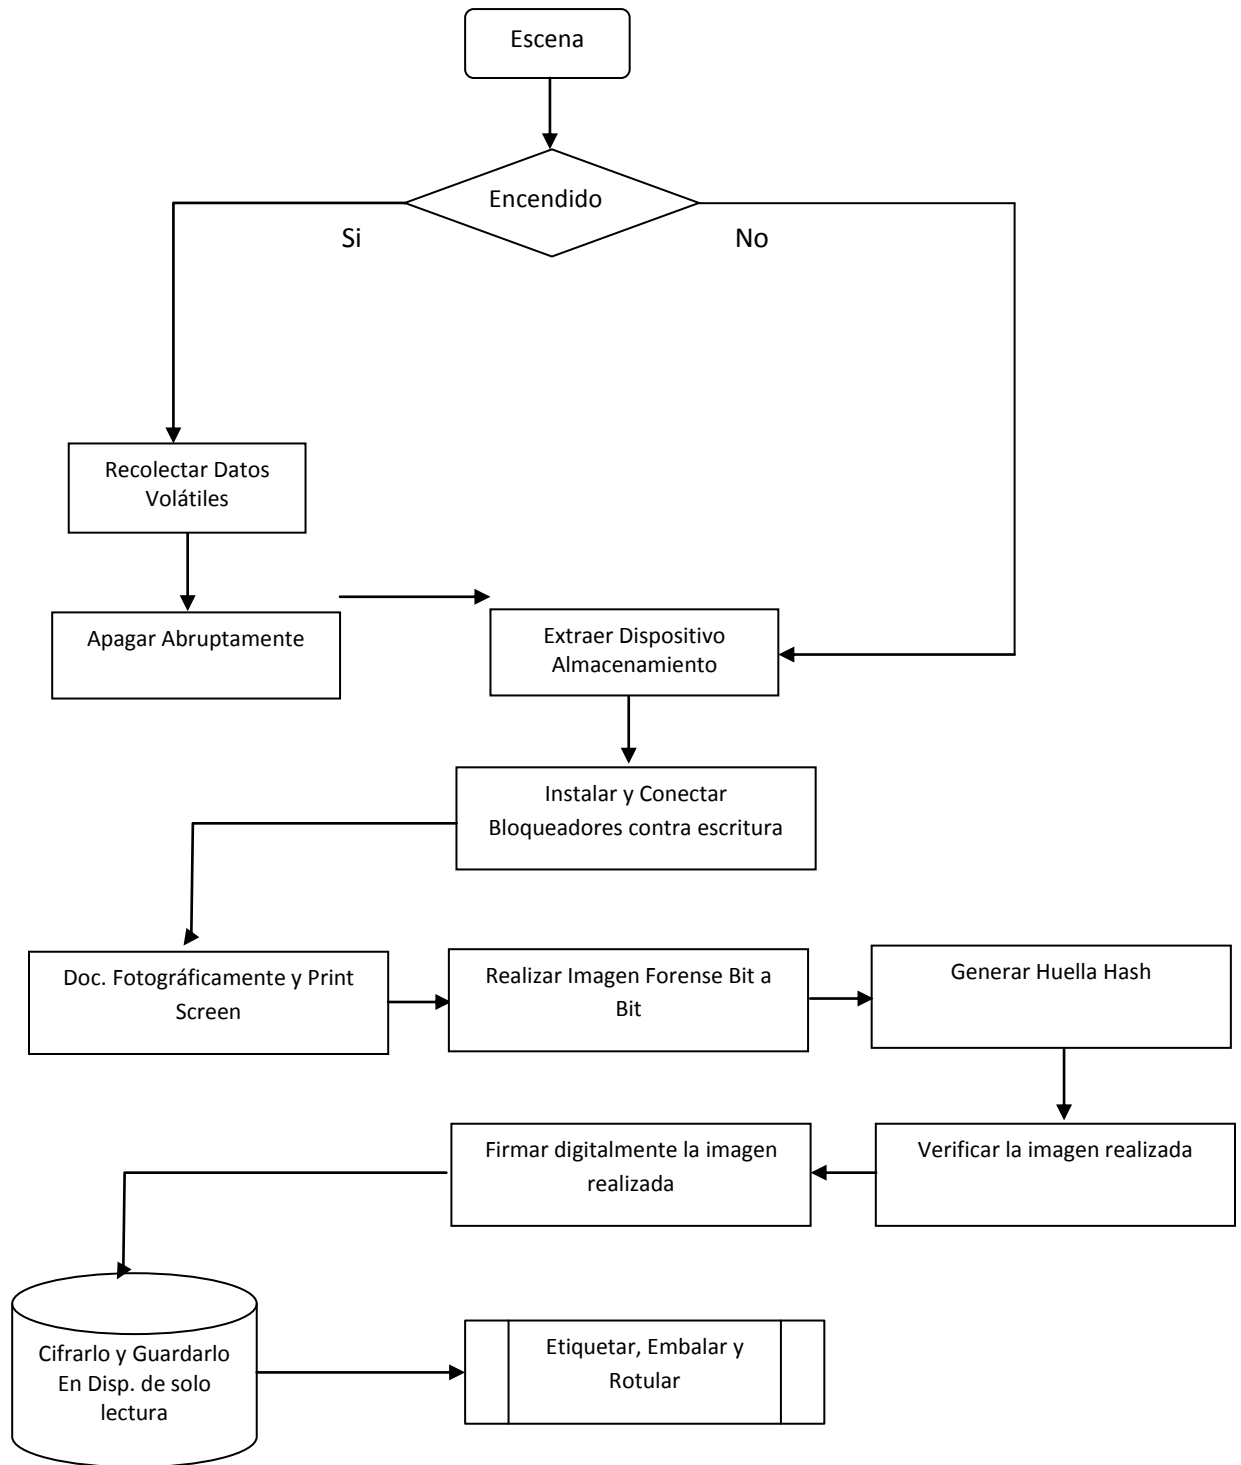 Escena
Encendido
Si
No
Recolectar Datos
Volátiles
Apagar Abruptamente
Extraer Dispositivo
Almacenamiento
Instalar y Conectar
Bloqueadores contra escritura
Doc. Fotográficamente y Print
Screen
Realizar Imagen Forense Bit a
Bit
Generar Huella Hash
Verificar la imagen realizada
Firmar digitalmente la imagen
realizada
Cifrarlo y Guardarlo
En Disp. de solo
lectura
Etiquetar, Embalar y
Rotular